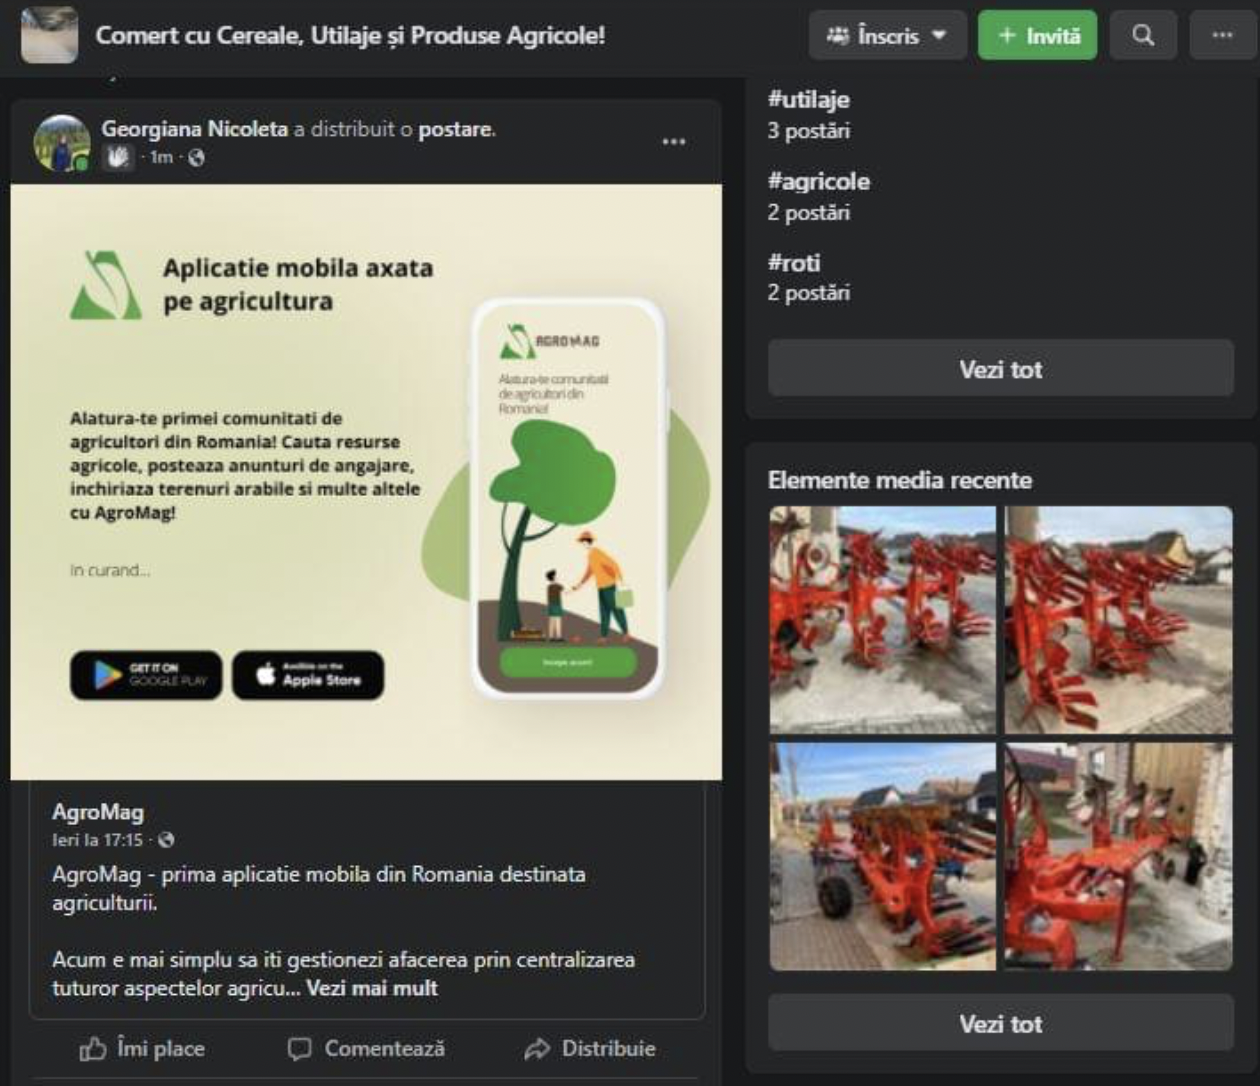 Comert cu Cereale, Utilaje și Produse Agricole!
Înscris
+ Invită
Georgiana Nicoleta a distribuit o postare.
· 1m ·
Aplicatie mobila axata
pe agricultura
Alatura-te primei comunitati de
agricultori din Romania! Cauta resurse
agricole, posteaza anunturi de angajare,
inchiriaza terenuri arabile si multe altele
cu AgroMag!
In curand...
GET IT ON
GOOGLE PLAY
Available on the
Apple Store
AGROMAG
Alatura-te comunitatii
de agricultori din
Romania!
Incepe acum!
AgroMag
Ieri la 17:15 ·
AgroMag - prima aplicatie mobila din Romania destinata
agriculturii.
Acum e mai simplu sa iti gestionezi afacerea prin centralizarea
tuturor aspectelor agricu... Vezi mai mult
Îmi place
Comentează
Distribuie
#utilaje
3 postări
#agricole
2 postări
#roti
2 postări
Vezi tot
Elemente media recente
Vezi tot